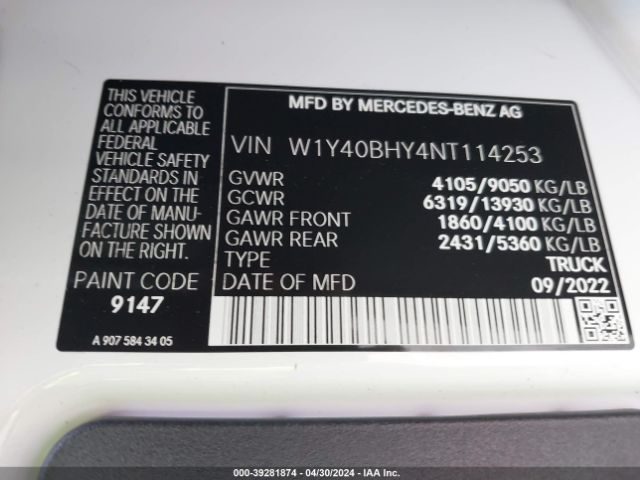 THIS VEHICLE
CONFORMS TO
ALL APPLICABLE
FEDERAL
VEHICLE SAFETY
STANDARDS IN
EFFECT ON THE
DATE OF MANU-
FACTURE SHOWN
ON THE RIGHT.
PAINT CODE
9147
A 907 584 34 05
MFD BY MERCEDES-BENZ AG
VIN W1Y40BHY4NT114253
GVWR 4105/9050 KG/LB
GCWR 6319/13930 KG/LB
GAWR FRONT 1860/4100 KG/LB
GAWR REAR 2431/5360 KG/LB
TYPE TRUCK
DATE OF MFD 09/2022
000-39281874 / 04/30/2024 - IAA Inc.